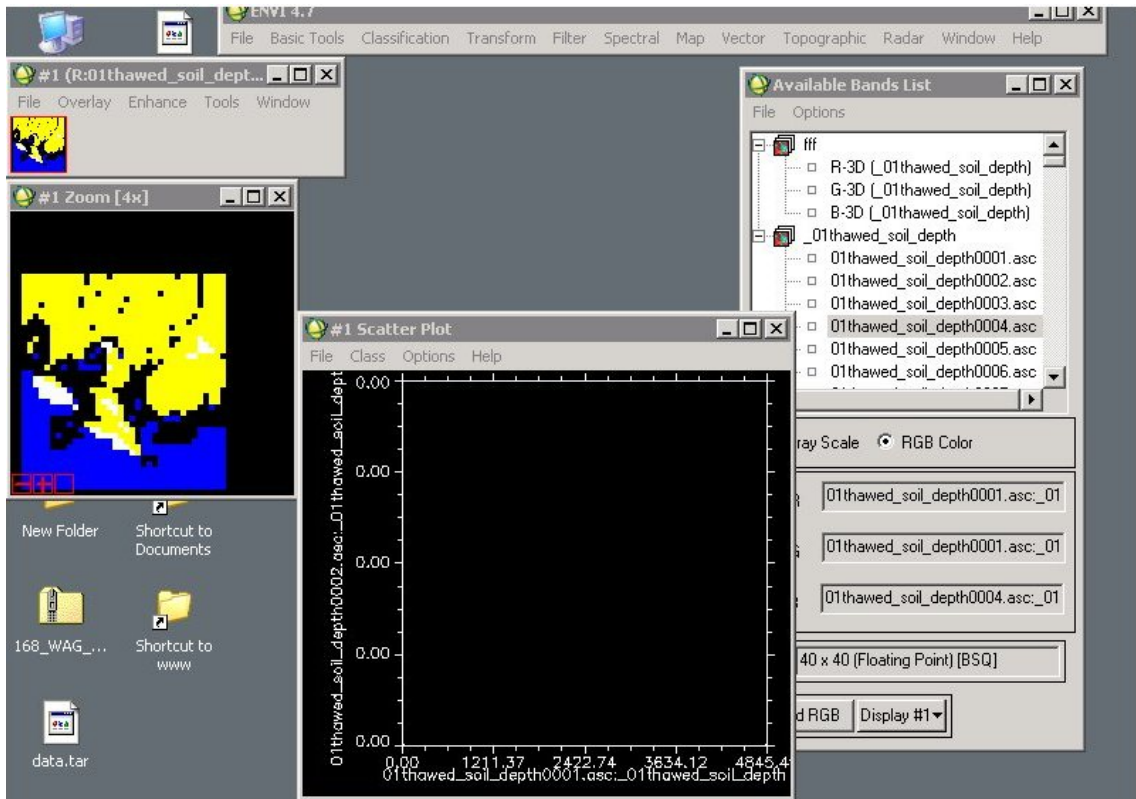 ENVI 4.7
File Basic Tools Classification Transform Filter Spectral Map Vector Topographic Radar Window Help
#1 (R:01thawed_soil_dept...
File Overlay Enhance Tools Window
#1 Zoom [4x]
Available Bands List
File Options
fff
R-3D (_01thawed_soil_depth)
G-3D (_01thawed_soil_depth)
B-3D (_01thawed_soil_depth)
_01thawed_soil_depth
01thawed_soil_depth0001.asc
01thawed_soil_depth0002.asc
01thawed_soil_depth0003.asc
01thawed_soil_depth0004.asc
01thawed_soil_depth0005.asc
01thawed_soil_depth0006.asc
ray Scale RGB Color
01thawed_soil_depth0001.asc:_01
G 01thawed_soil_depth0001.asc:_01
01thawed_soil_depth0004.asc:_01
40 x 40 (Floating Point) [BSQ]
d RGB Display #1
#1 Scatter Plot
File Class Options Help
01thawed_soil_depth0002.asc:_01thawed_soil_dept
0.00
0.00
0.00
0.00
0.00
0.00 1211.37 2422.74 3634.12 4845.4
01thawed_soil_depth0001.asc:_01thawed_soil_depth
New Folder
Shortcut to
Documents
168_WAG_...
Shortcut to
www
data.tar